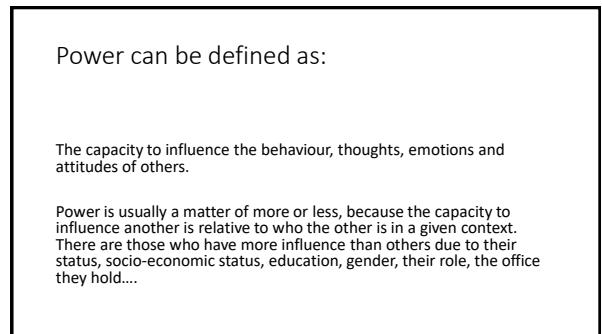 Power can be defined as:
The capacity to influence the behaviour, thoughts, emotions and
attitudes of others.
Power is usually a matter of more or less, because the capacity to
influence another is relative to who the other is in a given context.
There are those who have more influence than others due to their
status, socio-economic status, education, gender, their role, the office
they hold….